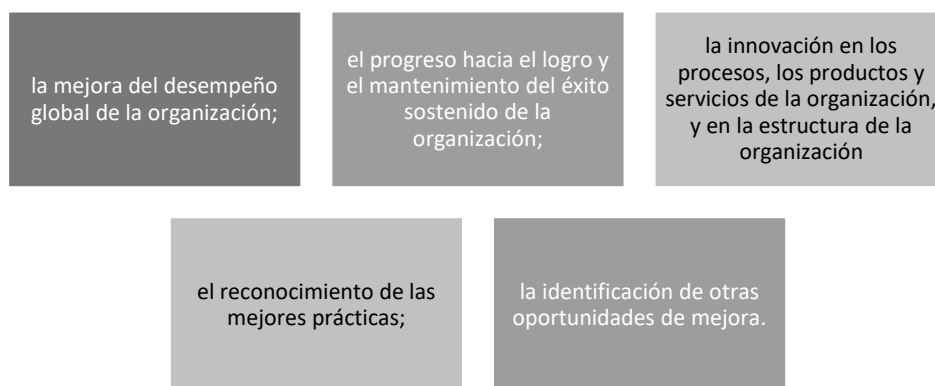 la mejora del desempeño
global de la organización;
el progreso hacia el logro y
el mantenimiento del éxito
sostenido de la
organización;
la innovación en los
procesos, los productos y
servicios de la organización,
y en la estructura de la
organización
el reconocimiento de las
mejores prácticas;
la identificación de otras
oportunidades de mejora.